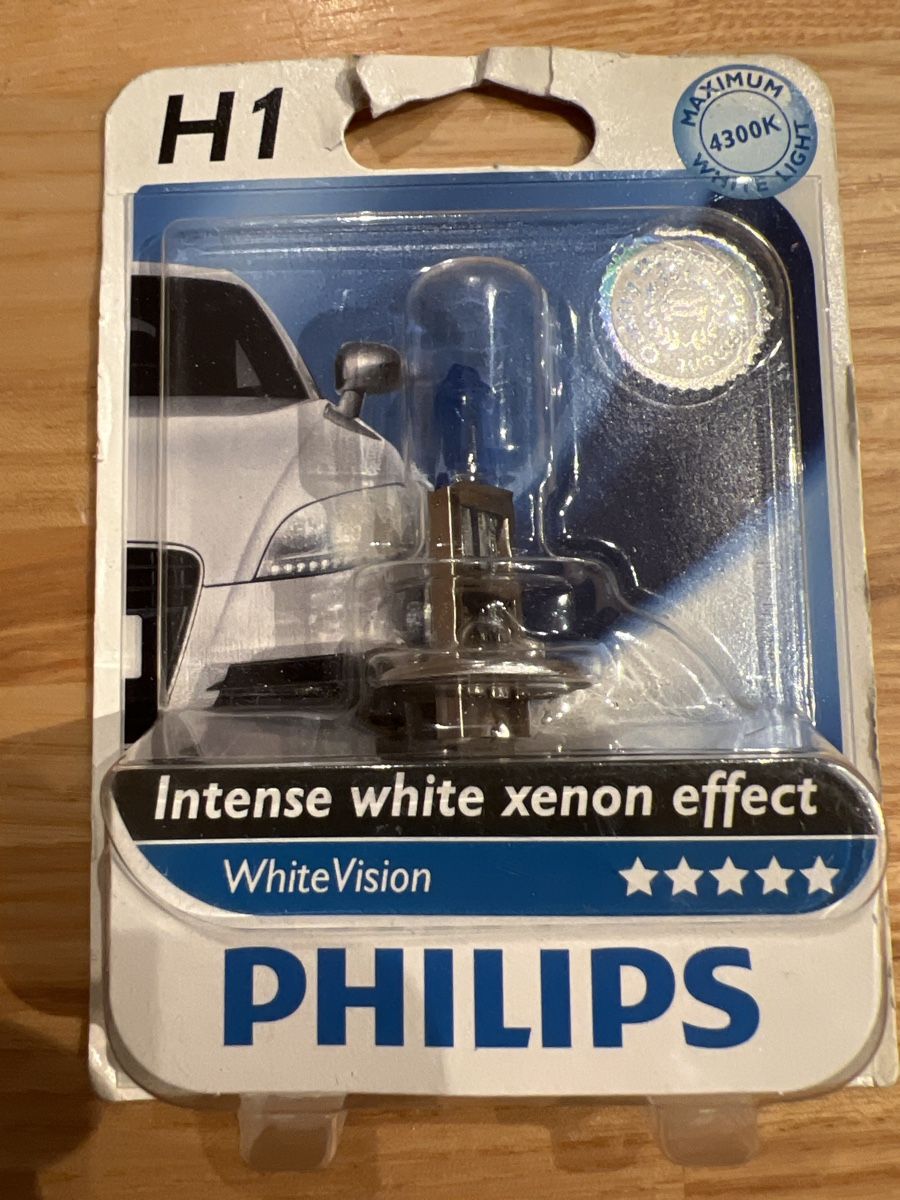 H1
MAXIMUM
4300K
WHITE LIGHT
Intense white xenon effect
WhiteVision
PHILIPS